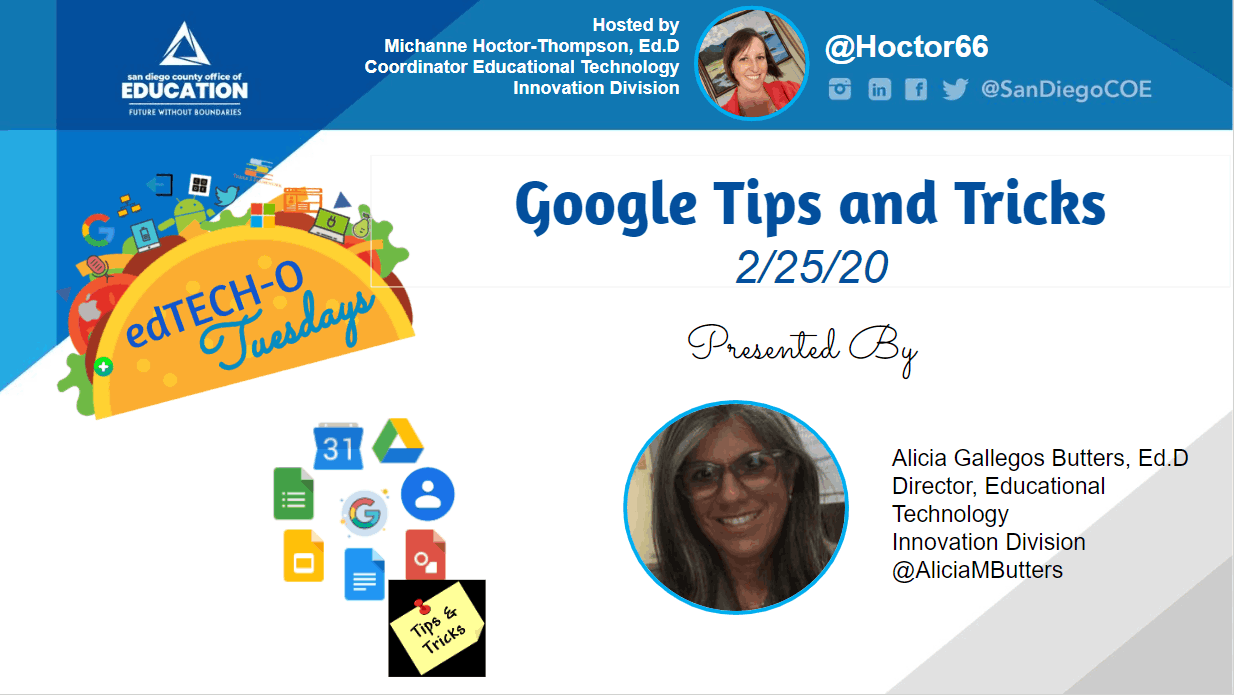 san diego county office of
EDUCATION
FUTURE WITHOUT BOUNDARIES
Hosted by
Michanne Hoctor-Thompson, Ed.D
Coordinator Educational Technology
Innovation Division
@Hoctor66
in f @SanDiegoCOE
Google Tips and Tricks
2/25/20
edTECH-O
Tuesdays
Presented By
31
G
Tips &
Tricks
Alicia Gallegos Butters, Ed.D
Director, Educational
Technology
Innovation Division
@AliciaMButters